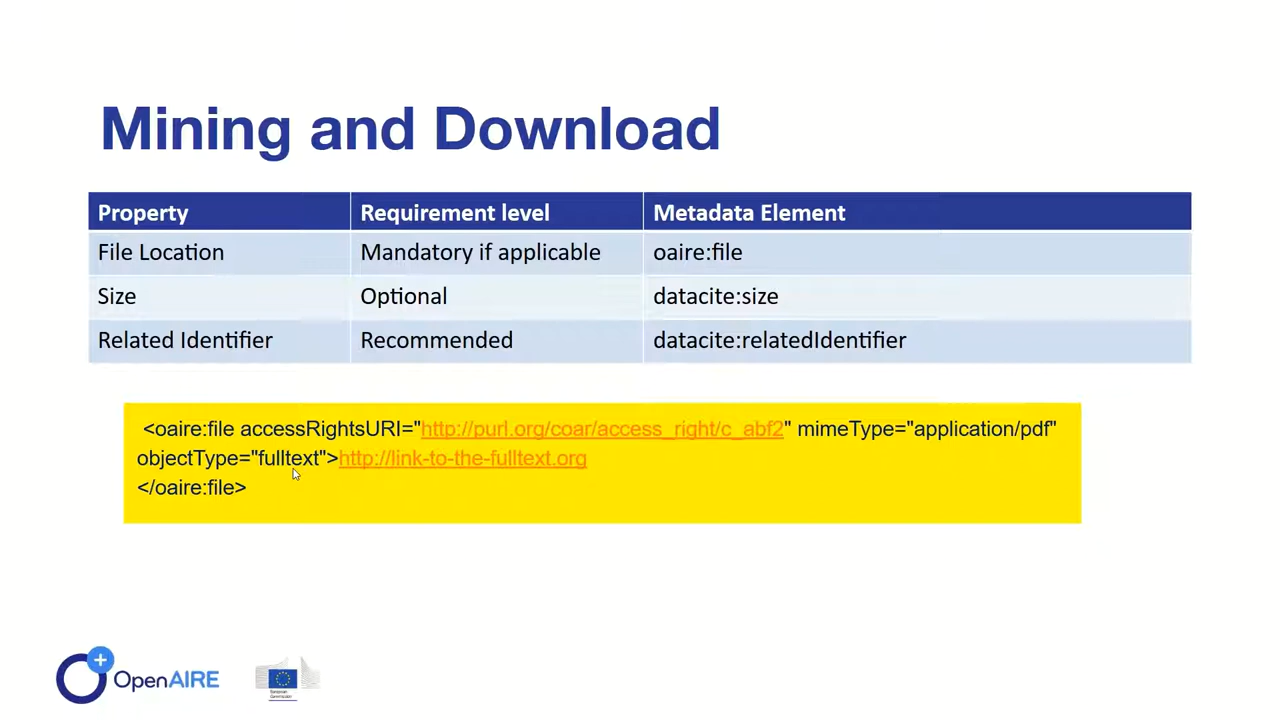 Mining and Download
Property Requirement level Metadata Element
File Location Mandatory if applicable oaire:file
Size Optional datacite:size
Related Identifier Recommended datacite:relatedIdentifier
<oaire:file accessRightsURI="http://purl.org/coar/access_right/c_abf2" mimeType="application/pdf"
objectType="fulltext">http://link-to-the-fulltext.org
</oaire:file>
OpenAIRE
European
Commission